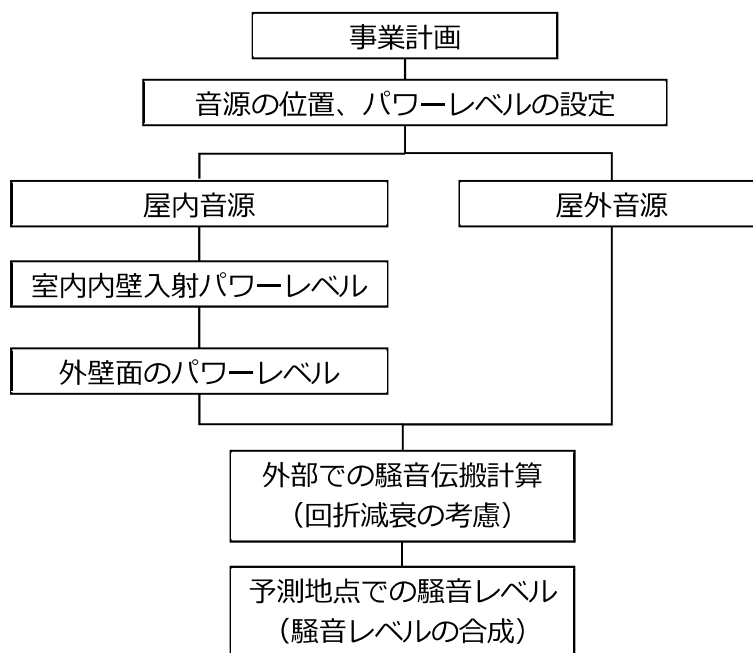 事業計画
音源の位置、パワーレベルの設定
屋内音源
屋外音源
室内内壁入射パワーレベル
外壁面のパワーレベル
外部での騒音伝搬計算
（回折減衰の考慮）
予測地点での騒音レベル
（騒音レベルの合成）